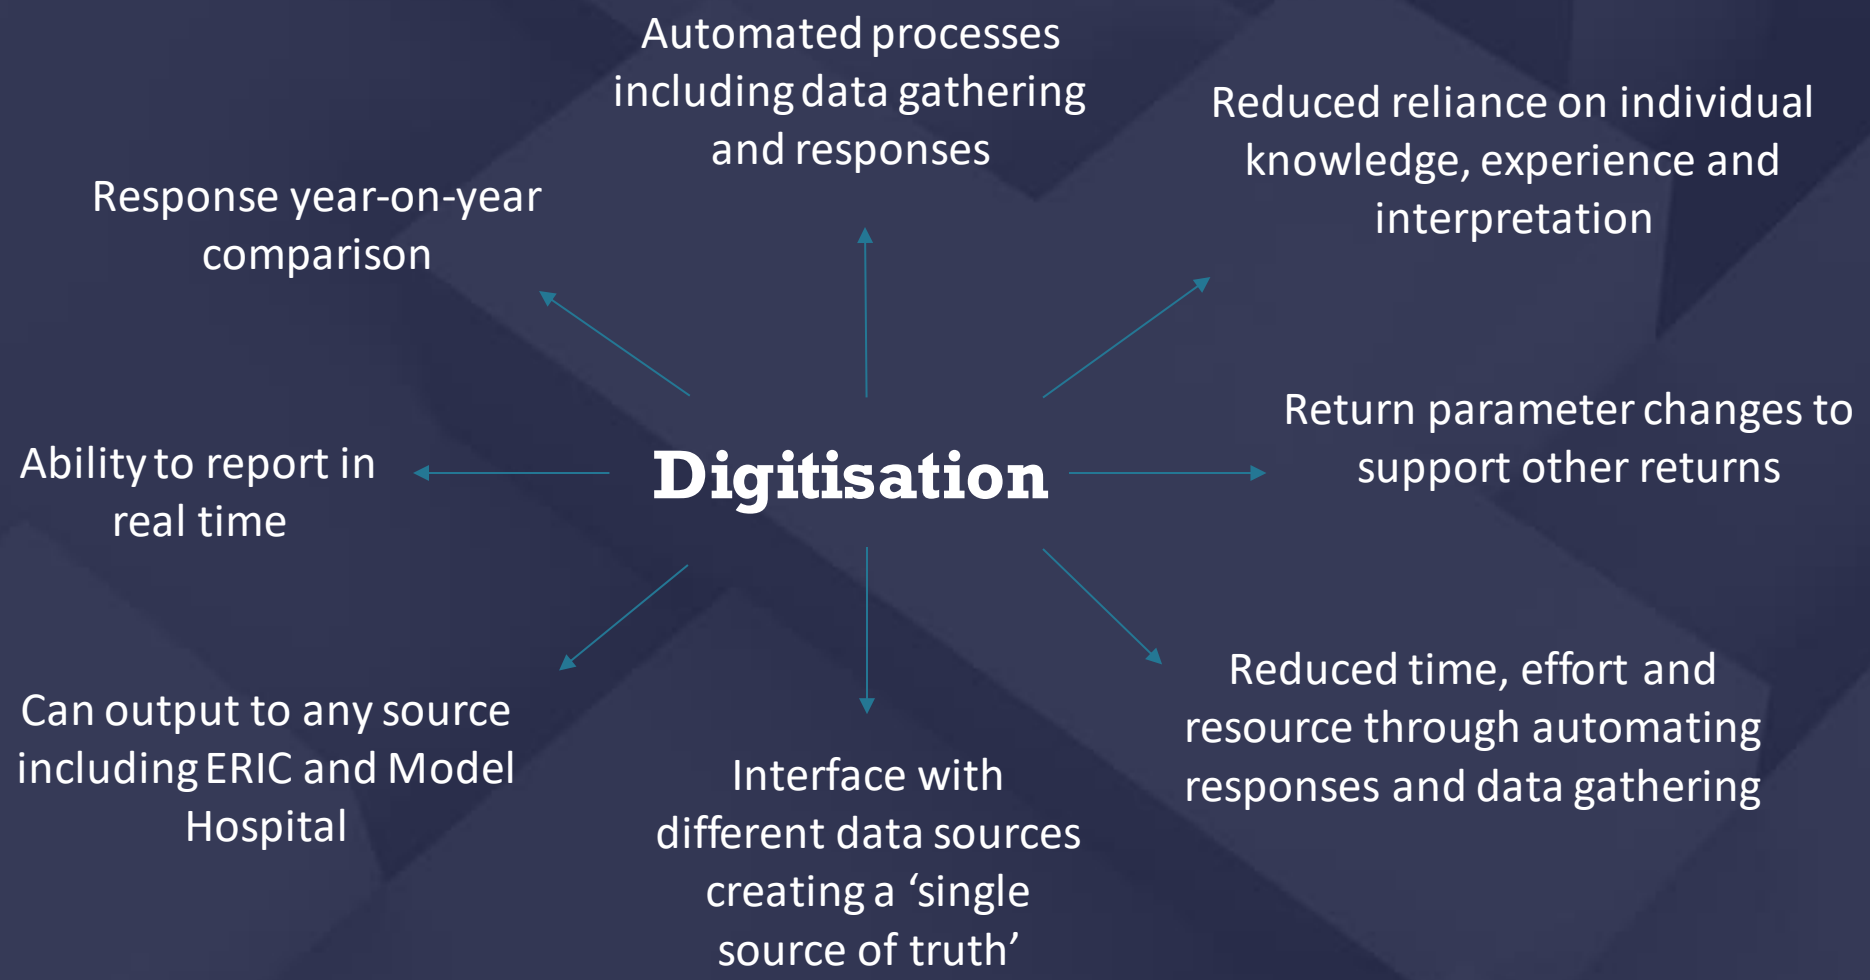 Automated processes
including data gathering
and responses
Reduced reliance on individual
knowledge, experience and
interpretation
Response year-on-year
comparison
Return parameter changes to
support other returns
Ability to report in
real time
Digitisation
Reduced time, effort and
resource through automating
responses and data gathering
Can output to any source
including ERIC and Model
Hospital
Interface with
different data sources
creating a ‘single
source of truth’